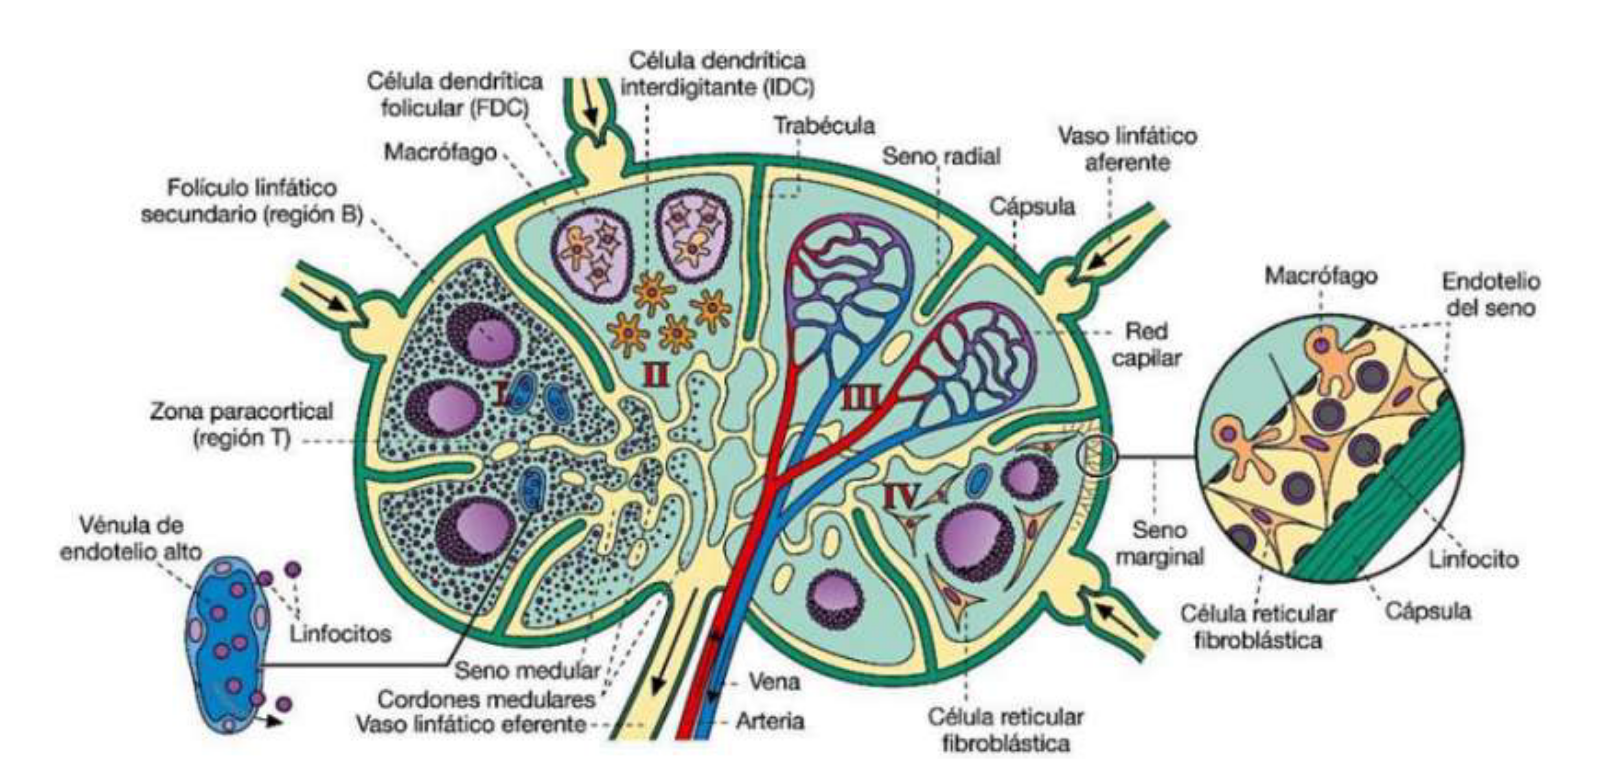 Célula dendrítica
interdigitante (IDC)
Célula dendrítica
folicular (FDC)
Trabécula
Macrófago
Seno radial
Vaso linfático
aferente
Folículo linfático
secundario (región B)
Cápsula
Macrófago
Endotelio
del seno
Red
capilar
I
II
III
IV
Zona paracortical
(región T)
Vénula de
endotelio alto
Seno
marginal
Linfocito
Célula reticular
fibroblástica
Cápsula
Linfocitos
Seno medular
Cordones medulares
Vaso linfático eferente
Vena
Arteria
Célula reticular
fibroblástica